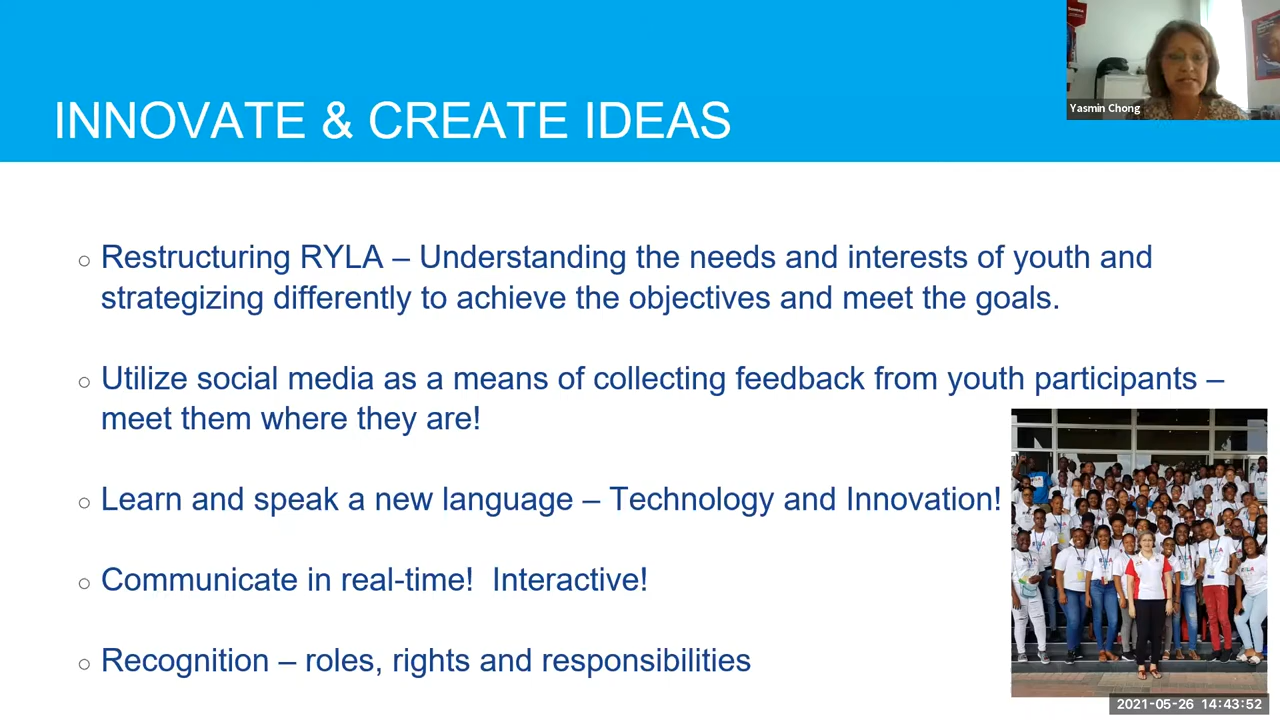 INNOVATE & CREATE IDEAS
Yasmin Chong
○ Restructuring RYLA – Understanding the needs and interests of youth and
strategizing differently to achieve the objectives and meet the goals.
○ Utilize social media as a means of collecting feedback from youth participants –
meet them where they are!
○ Learn and speak a new language – Technology and Innovation!
○ Communicate in real-time!  Interactive!
○ Recognition – roles, rights and responsibilities
2021-05-26 14:43:52